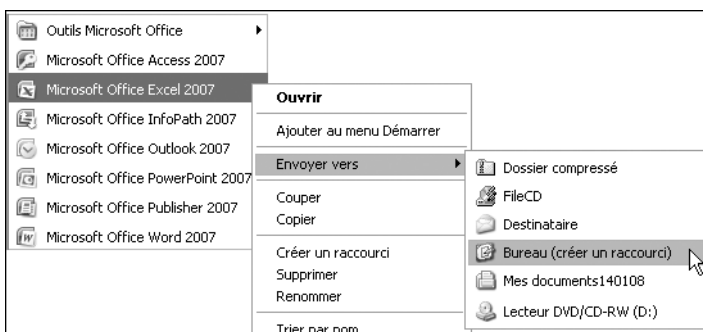 Outils Microsoft Office
Microsoft Office Access 2007
Microsoft Office Excel 2007
Microsoft Office InfoPath 2007
Microsoft Office Outlook 2007
Microsoft Office PowerPoint 2007
Microsoft Office Publisher 2007
Microsoft Office Word 2007
Ouvrir
Ajouter au menu Démarrer
Envoyer vers
Couper
Copier
Créer un raccourci
Supprimer
Renommer
Trier par nom
Dossier compressé
FileCD
Destinataire
Bureau (créer un raccourci)
Mes documents140108
Lecteur DVD/CD-RW (D:)